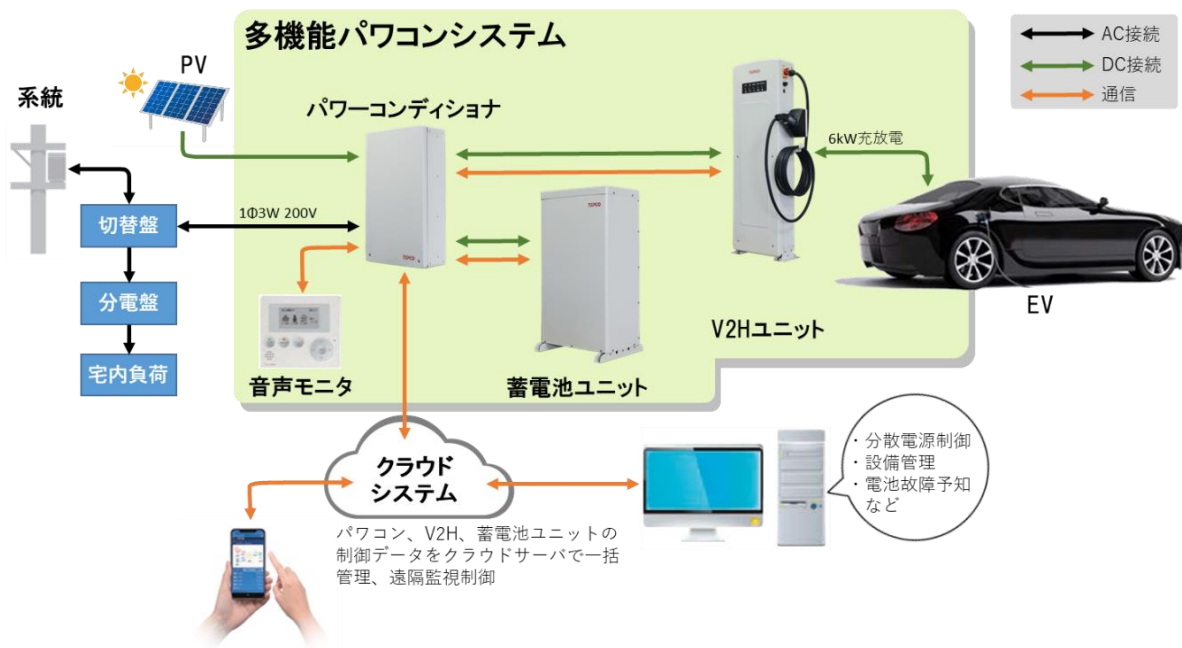 多機能パワコンシステム
AC接続
DC接続
通信
PV
系統
パワーコンディショナ
6kW充放電
切替盤
1Φ3W 200V
TOPCO
分電盤
宅内負荷
EV
V2Hユニット
音声モニタ
蓄電池ユニット
クラウド
システム
・分散電源制御
・設備管理
・電池故障予知
など
パワコン、V2H、蓄電池ユニットの
制御データをクラウドサーバで一括
管理、遠隔監視制御